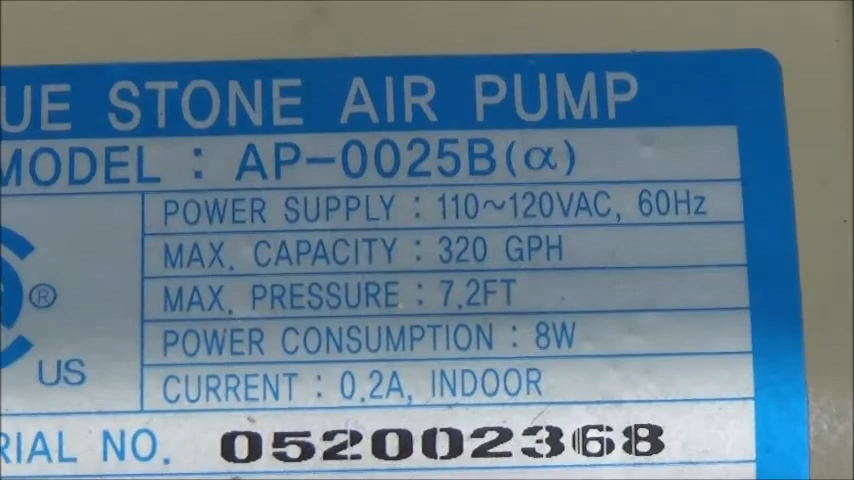 UE STONE AIR PUMP
MODEL : AP-0025B(α)
POWER SUPPLY : 110~120VAC, 60Hz
MAX. CAPACITY : 320 GPH
MAX. PRESSURE : 7.2FT
®
POWER CONSUMPTION : 8W
US
CURRENT : 0.2A, INDOOR
RIAL NO. 052002368